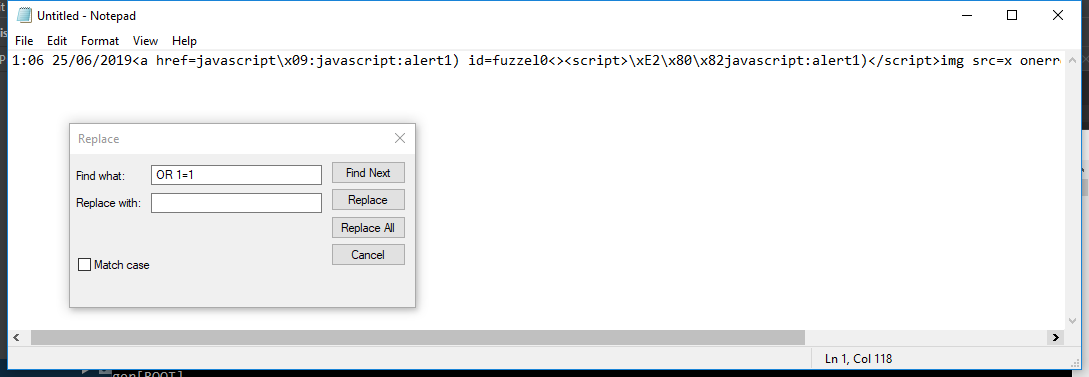 Untitled - Notepad
File Edit Format View Help
1:06 25/06/2019<a href=javascript\x09:javascript:alert1) id=fuzzel0<><script>\xE2\x80\x82javascript:alert1)</script>img src=x onerr
Replace
Find what: OR 1=1 Find Next
Replace with: Replace
Replace All
Cancel
Match case
Ln 1, Col 118
gen[ROOT]